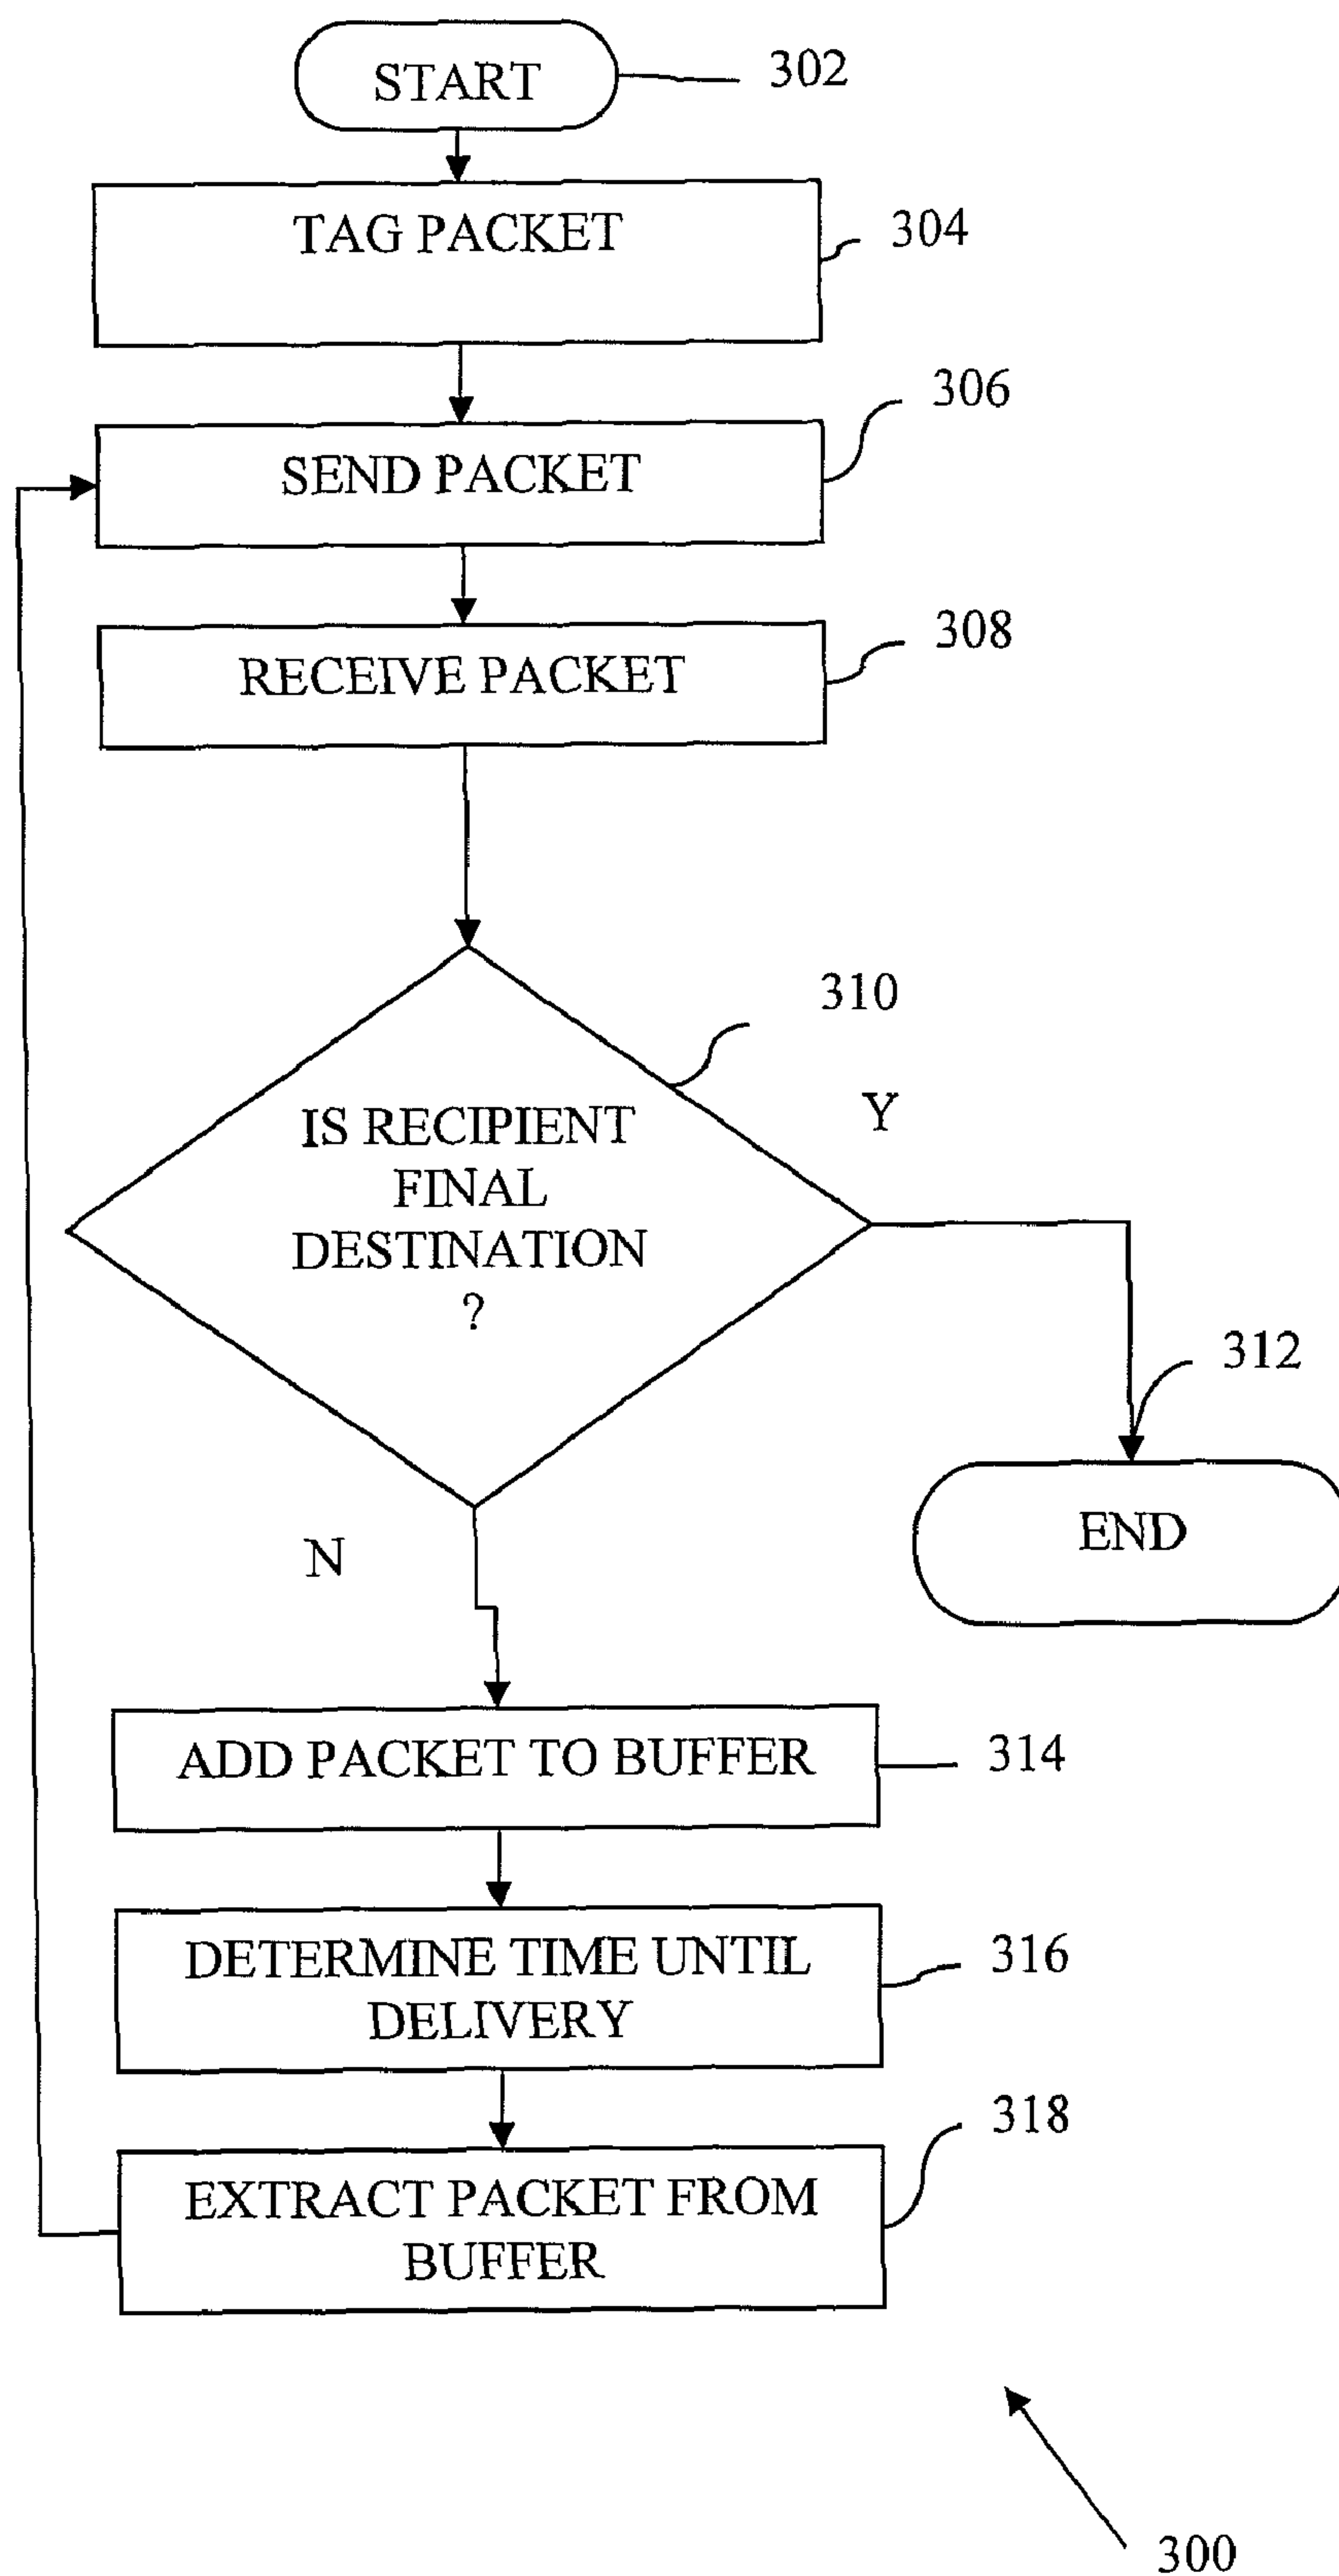 START
302
TAG PACKET
304
306
SEND PACKET
308
RECEIVE PACKET
310
Y
IS RECIPIENT
FINAL
DESTINATION
?
312
END
N
ADD PACKET TO BUFFER
314
DETERMINE TIME UNTIL
DELIVERY
316
318
EXTRACT PACKET FROM
BUFFER
300